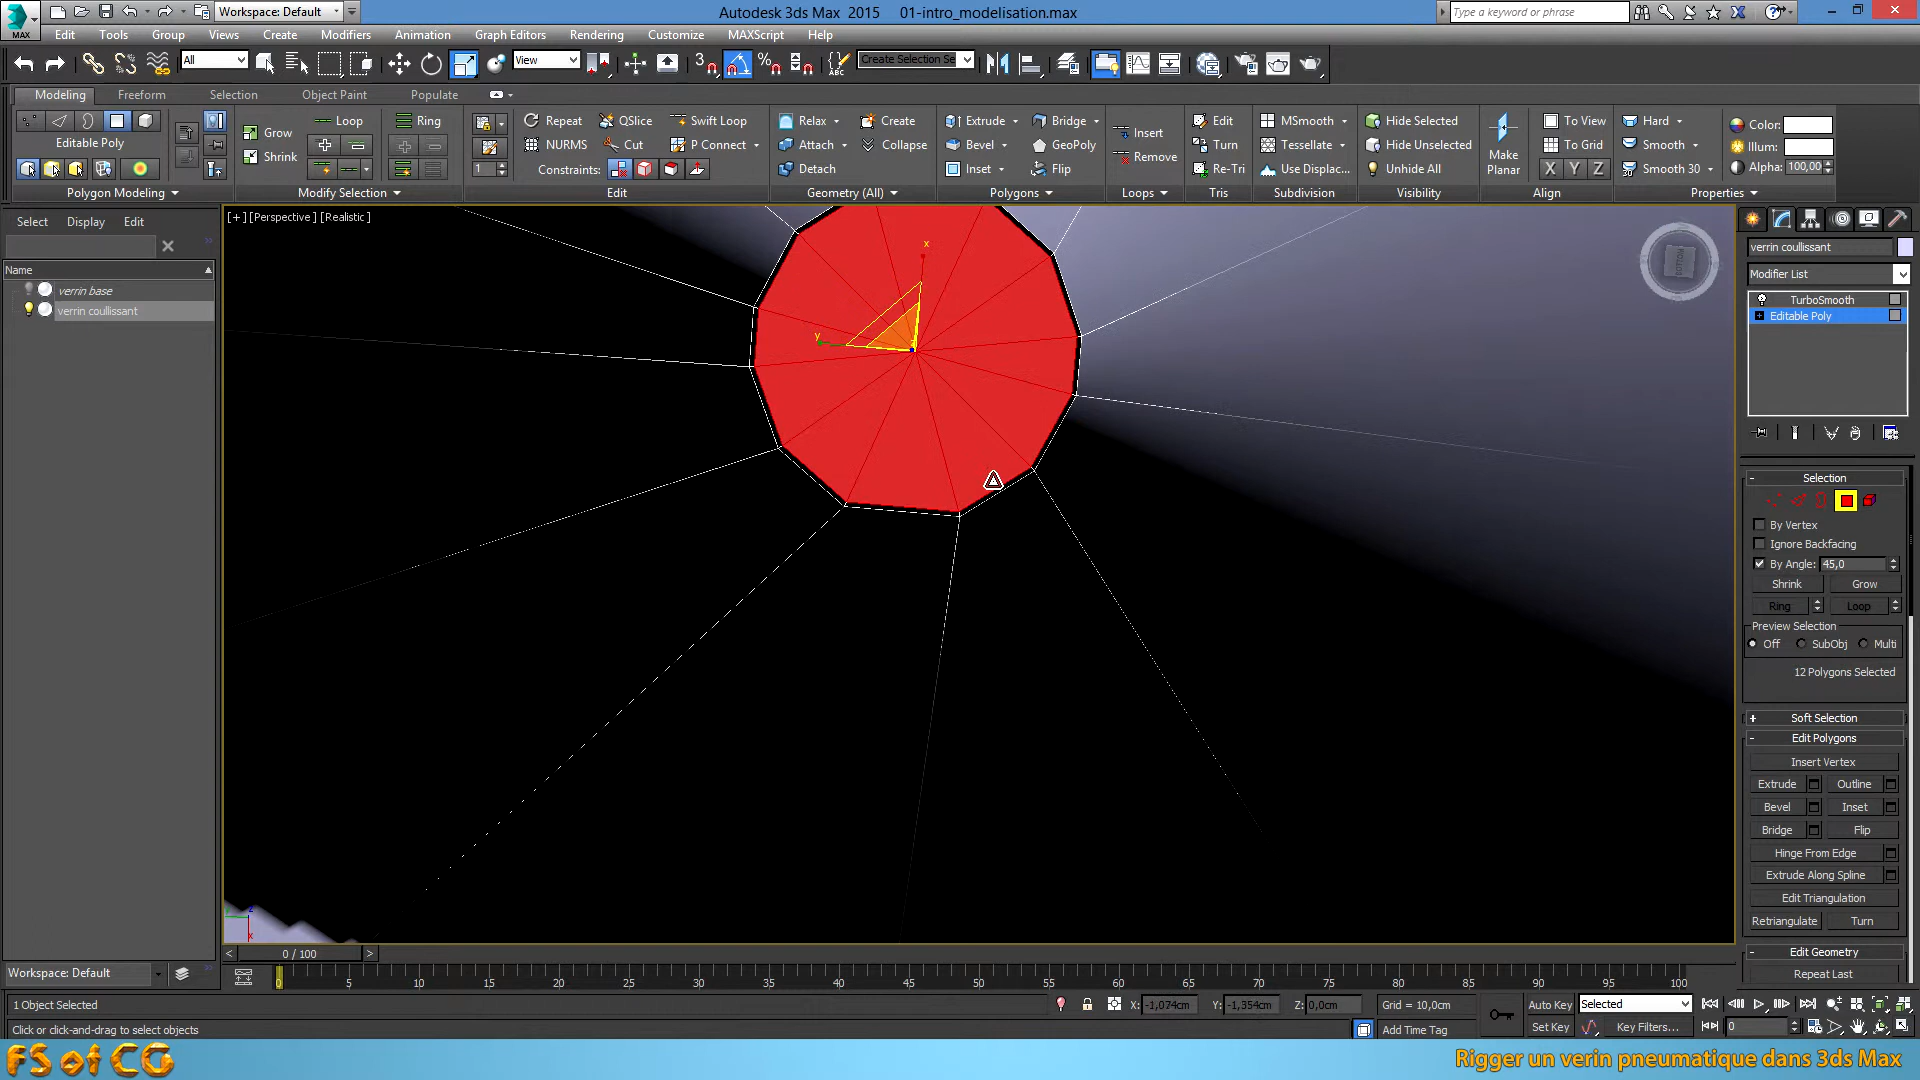 Workspace: Default
Autodesk 3ds Max 2015
01-intro_modelisation.max
Type a keyword or phrase
MAX
Edit
Tools
Group
Views
Create
Modifiers
Animation
Graph Editors
Rendering
Customize
MAXScript
Help
All
View
3
ABC
Create Selection Se
Modeling
Freeform
Selection
Object Paint
Populate
Grow
Loop
Ring
Repeat
QSlice
Swift Loop
Relax
Create
Extrude
Bridge
Insert
Edit
MSmooth
Hide Selected
To View
Hard
Color:
Editable Poly
Shrink
NURMS
Cut
P Connect
Attach
Collapse
Bevel
GeoPoly
Remove
Turn
Tessellate
Hide Unselected
Make Planar
To Grid
Smooth
Illum:
1
Constraints:
Detach
Inset
Flip
Re-Tri
Use Displac...
Unhide All
X
Y
Z
Smooth 30
Alpha:
100,00
Polygon Modeling
Modify Selection
Edit
Geometry (All)
Polygons
Loops
Tris
Subdivision
Visibility
Align
Properties
Select
Display
Edit
Name
verrin base
verrin coullissant
[+] [Perspective ] [Realistic ]
x
y
z
x
BOTTOM
verrin coulissant
Modifier List
TurboSmooth
Editable Poly
Selection
By Vertex
Ignore Backfacing
By Angle:
45,0
Shrink
Grow
Ring
Loop
Preview Selection
Off
SubObj
Multi
12 Polygons Selected
Soft Selection
Edit Polygons
Insert Vertex
Extrude
Outline
Bevel
Inset
Bridge
Flip
Hinge From Edge
Extrude Along Spline
Edit Triangulation
Retriangulate
Turn
Edit Geometry
Repeat Last
0 / 100
Workspace: Default
0 5 10 15 20 25 30 35 40 45 50 55 60 65 70 75 80 85 90 95 100
1 Object Selected
X: -1,074cm
Y: -1,354cm
Z: 0,0cm
Grid = 10,0cm
Auto Key
Selected
Click or click-and-drag to select objects
Add Time Tag
Set Key
Key Filters...
0
FS of CG
Rigger un verin pneumatique dans 3ds Max